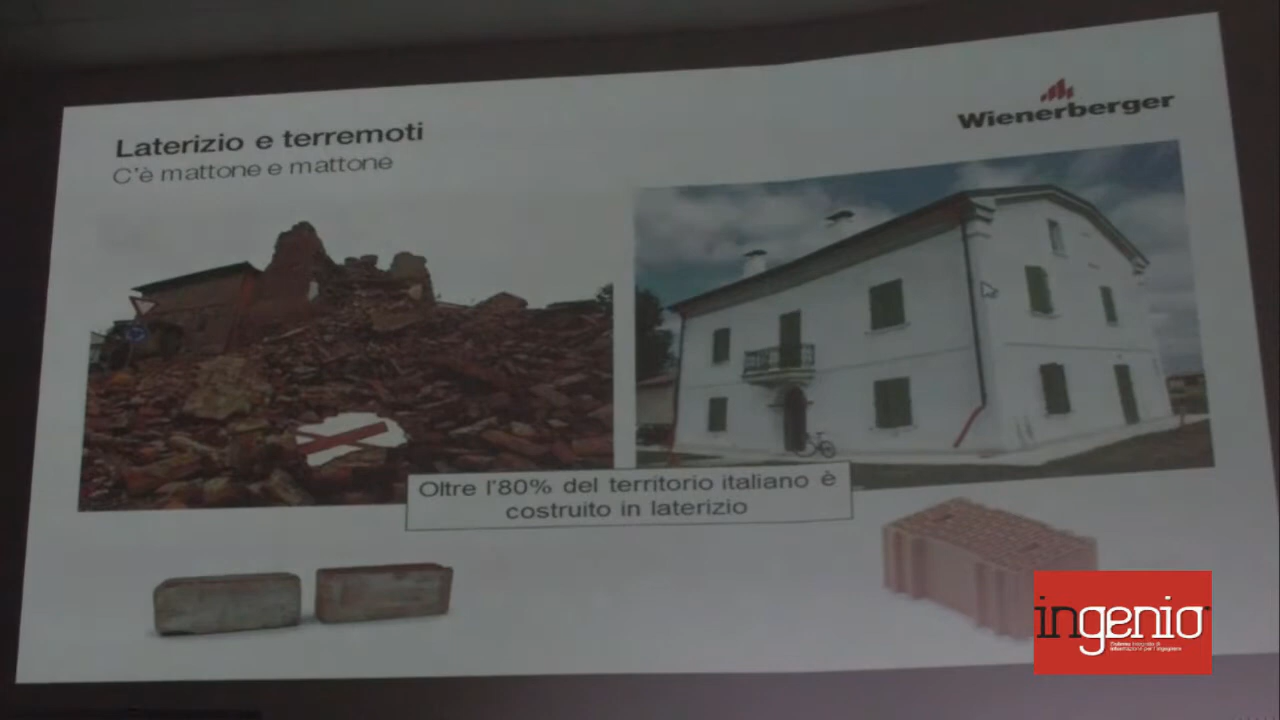 Laterizio e terremoti
C'è mattone e mattone
Wienerberger
Oltre l'80% del territorio italiano è
costruito in laterizio
ingenio